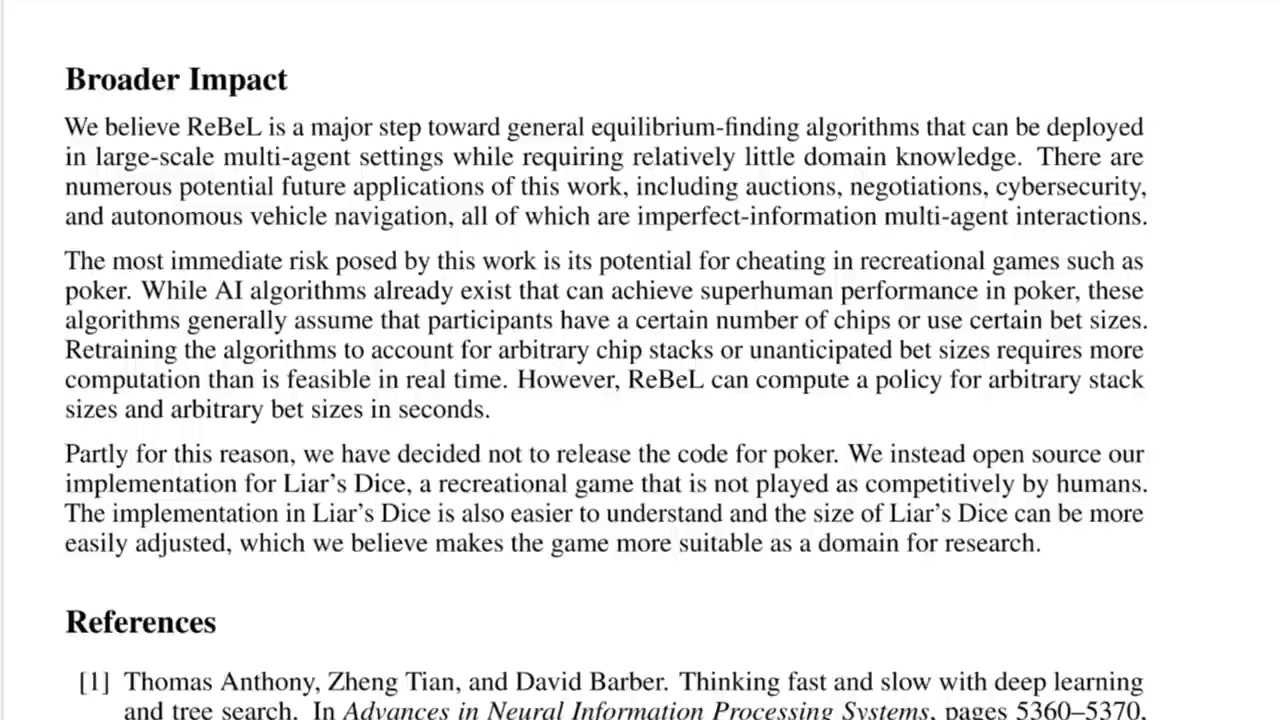 Broader Impact
We believe ReBeL is a major step toward general equilibrium-finding algorithms that can be deployed
in large-scale multi-agent settings while requiring relatively little domain knowledge. There are
numerous potential future applications of this work, including auctions, negotiations, cybersecurity,
and autonomous vehicle navigation, all of which are imperfect-information multi-agent interactions.
The most immediate risk posed by this work is its potential for cheating in recreational games such as
poker. While AI algorithms already exist that can achieve superhuman performance in poker, these
algorithms generally assume that participants have a certain number of chips or use certain bet sizes.
Retraining the algorithms to account for arbitrary chip stacks or unanticipated bet sizes requires more
computation than is feasible in real time. However, ReBeL can compute a policy for arbitrary stack
sizes and arbitrary bet sizes in seconds.
Partly for this reason, we have decided not to release the code for poker. We instead open source our
implementation for Liar's Dice, a recreational game that is not played as competitively by humans.
The implementation in Liar's Dice is also easier to understand and the size of Liar's Dice can be more
easily adjusted, which we believe makes the game more suitable as a domain for research.
References
[1] Thomas Anthony, Zheng Tian, and David Barber. Thinking fast and slow with deep learning
and tree search. In Advances in Neural Information Processing Systems, pages 5360–5370,